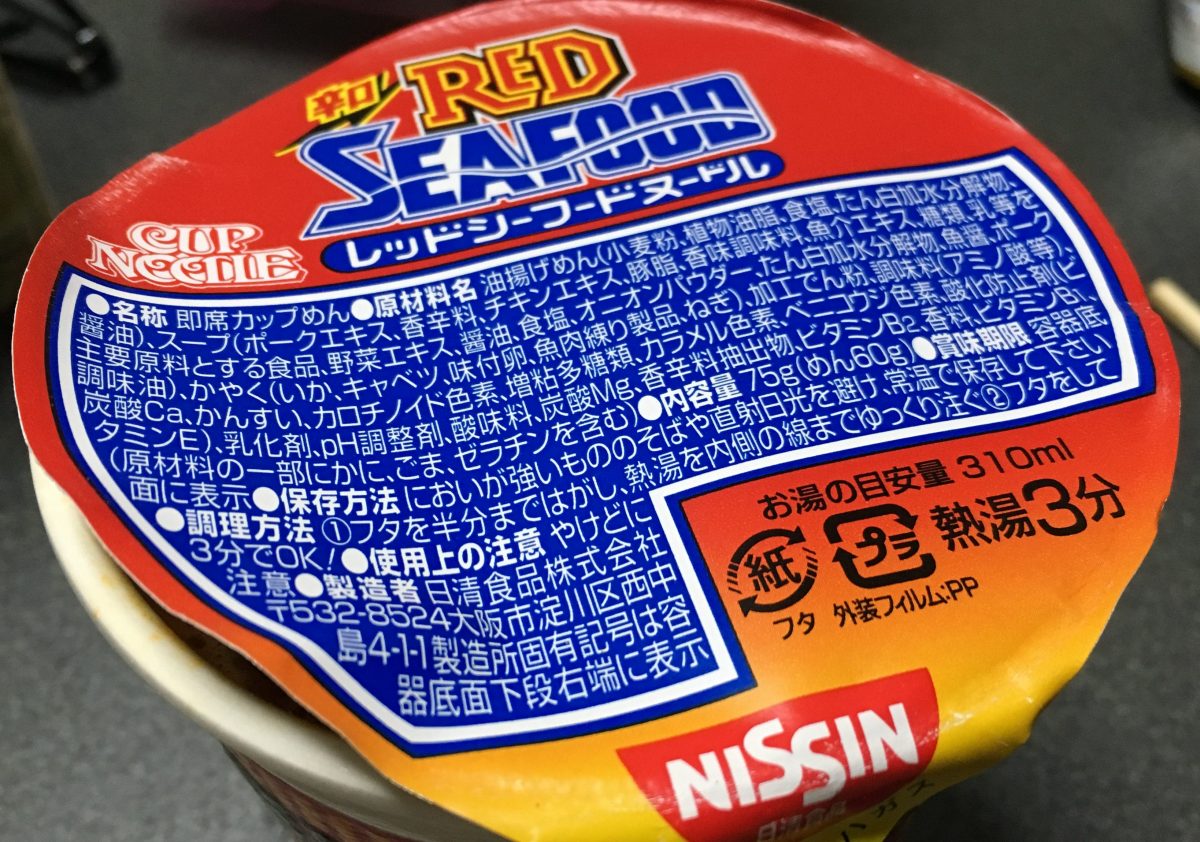 辛口
RED
SEAFOOD
レッドシーフードヌードル
CUP
NOODLE
●名称 即席カップめん●原材料名 油揚げめん(小麦粉、植物油脂、食塩、たん白加水分解物、
醤油)、スープ(ポークエキス、香辛料、チキンエキス、豚脂、香味調味料、魚介エキス、糖類、乳等を
主要原料とする食品、野菜エキス、醤油、食塩、オニオンパウダー、たん白加水分解物、魚醤、ポーク
調味油)、かやく(いか、キャベツ、味付卵、魚肉練り製品、ねぎ)、加工でん粉、調味料(アミノ酸等)、
炭酸Ca、かんすい、カロチノイド色素、増粘多糖類、カラメル色素、ベニコウジ色素、酸化防止剤(ビ
タミンE)、乳化剤、pH調整剤、酸味料、炭酸Mg、香辛料抽出物、ビタミンB₂、香料、ビタミンB₁、
(原材料の一部にかに、ごま、ゼラチンを含む)●内容量 75g(めん60g)●賞味期限 容器底
面に表示●保存方法 においが強いもののそばや直射日光を避け、常温で保存して下さい
●調理方法 ①フタを半分まではがし、熱湯を内側の線までゆっくり注ぐ②フタをして
3分でOK!●使用上の注意 やけどに
注意●製造者 日清食品株式会社
〒532-8524大阪市淀川区西中
島4-1-1製造所固有記号は容
器底面下段右端に表示
お湯の目安量 310ml
熱湯3分
紙
プラ
フタ 外装フィルム:PP
NISSIN
日清食品
ハガス